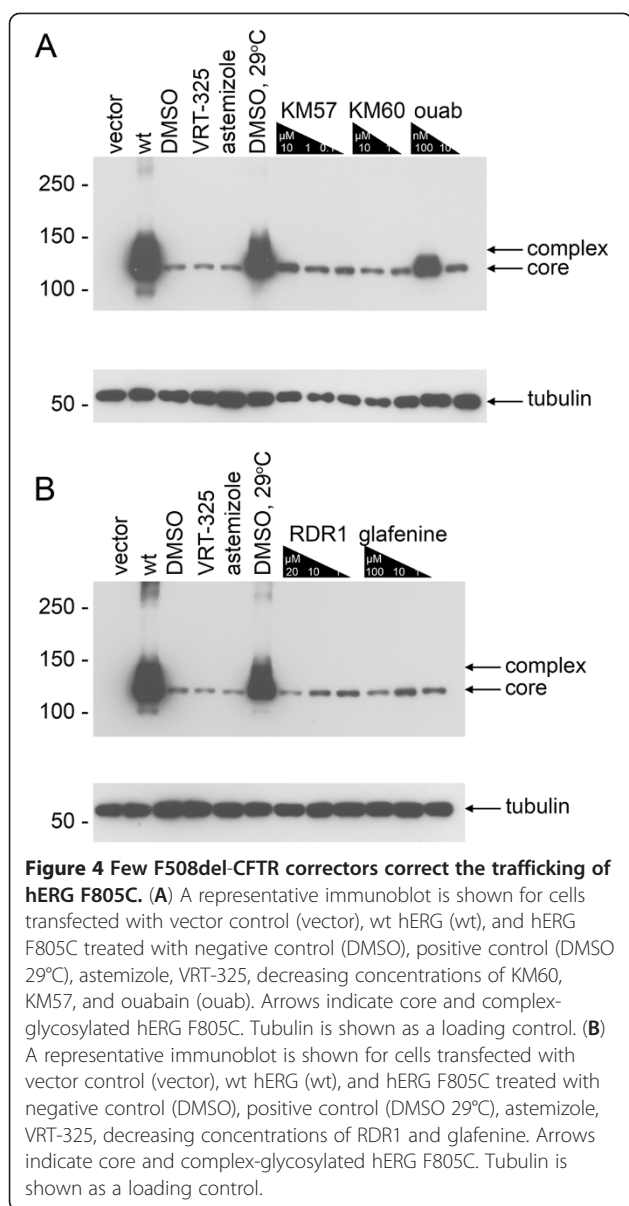 A
vector
wt
DMSO
VRT-325
astemizole
DMSO, 29°C
KM57 KM60 ouab
µM µM nM
10 1 0.1 10 1 100 10
250 -
150 -
100 -
complex
core
50 -
tubulin
B
vector
wt
DMSO
VRT-325
astemizole
DMSO, 29°C
RDR1 glafenine
µM µM
20 10 1 100 10 1
250 -
150 -
100 -
complex
core
50 -
tubulin
Figure 4 Few F508del-CFTR correctors correct the trafficking of
hERG F805C. (A) A representative immunoblot is shown for cells
transfected with vector control (vector), wt hERG (wt), and hERG
F805C treated with negative control (DMSO), positive control (DMSO
29°C), astemizole, VRT-325, decreasing concentrations of KM60,
KM57, and ouabain (ouab). Arrows indicate core and complex-
glycosylated hERG F805C. Tubulin is shown as a loading control. (B)
A representative immunoblot is shown for cells transfected with
vector control (vector), wt hERG (wt), and hERG F805C treated with
negative control (DMSO), positive control (DMSO 29°C), astemizole,
VRT-325, decreasing concentrations of RDR1 and glafenine. Arrows
indicate core and complex-glycosylated hERG F805C. Tubulin is
shown as a loading control.